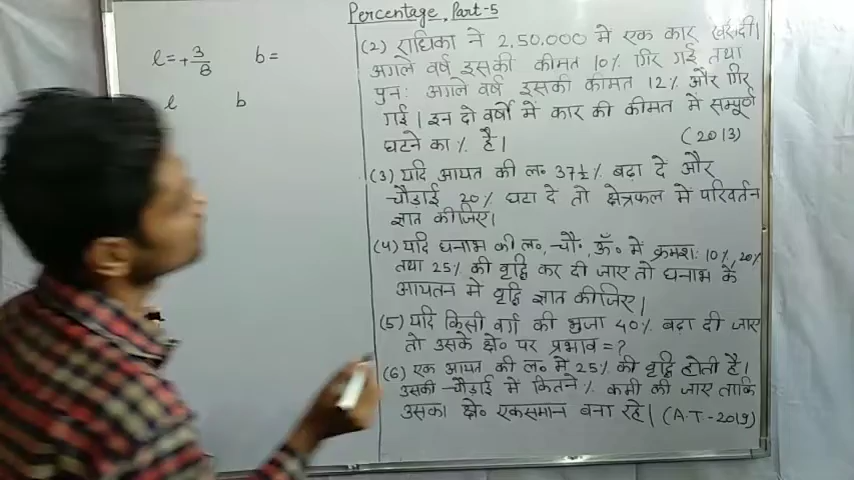 Percentage, Part-5
l = + 3/8   b =
l   b
(2) राधिका ने 2,50,000 में एक कार खरीदी।
अगले वर्ष इसकी कीमत 10% गिर गई तथा
पुनः अगले वर्ष इसकी कीमत 12% और गिर
गई। इन दो वर्षों में कार की कीमत में सम्पूर्ण
घटने का % है। (2013)
(3) यदि आयत की ल० 37½% बढ़ा दें और
चौड़ाई 20% घटा दे तो क्षेत्रफल में परिवर्तन
ज्ञात कीजिए।
(4) यदि घनाभ की ल०, चौ०, ऊँ० में क्रमश: 10%, 20%
तथा 25% की वृद्धि कर दी जाए तो घनाभ के
आयतन में वृद्धि ज्ञात कीजिए।
(5) यदि किसी वर्ग की भुजा 40% बढ़ा दी जाए
तो उसके क्षे० पर प्रभाव = ?
(6) एक आयत की ल० में 25% की वृद्धि होती है।
उसकी चौड़ाई में कितने % कमी की जाए ताकि
उसका क्षे० एकसमान बना रहे। (A.T.-2019)